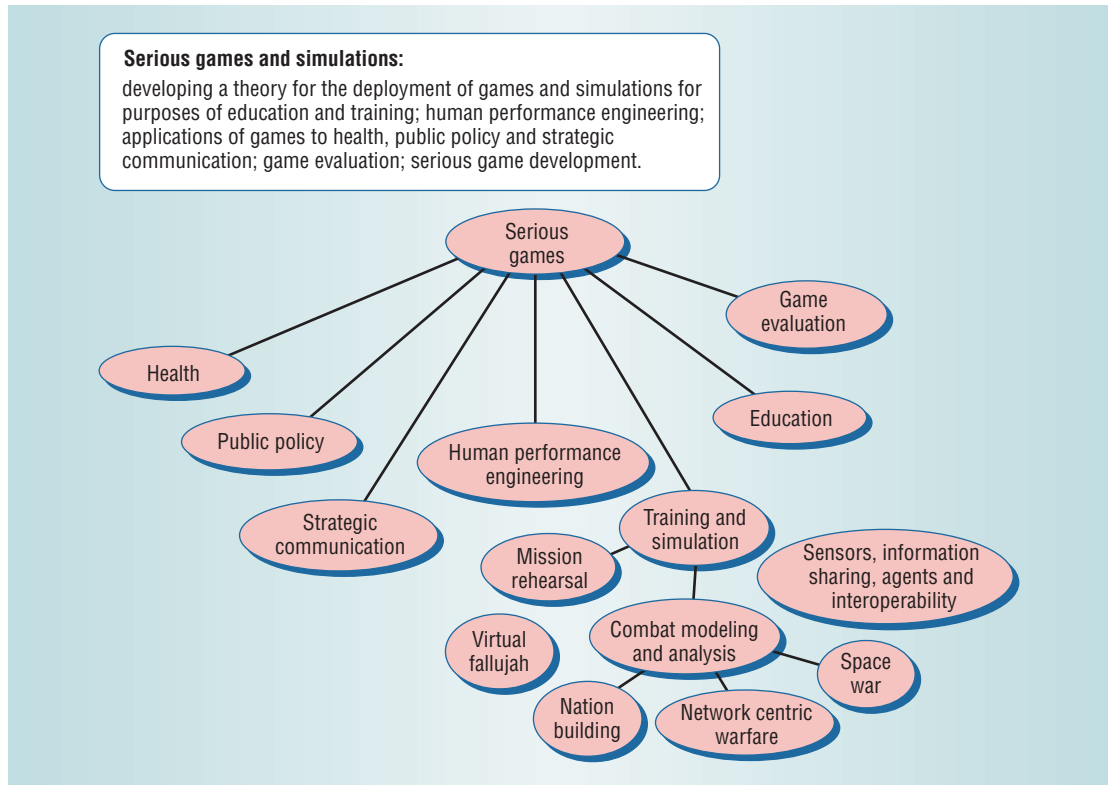 Serious games and simulations:
developing a theory for the deployment of games and simulations for
purposes of education and training; human performance engineering;
applications of games to health, public policy and strategic
communication; game evaluation; serious game development.
Serious
games
Game
evaluation
Health
Education
Public policy
Human performance
engineering
Strategic
communication
Training and
simulation
Mission
rehearsal
Sensors, information
sharing, agents and
interoperability
Combat modeling
and analysis
Virtual
fallujah
Space
war
Nation
building
Network centric
warfare